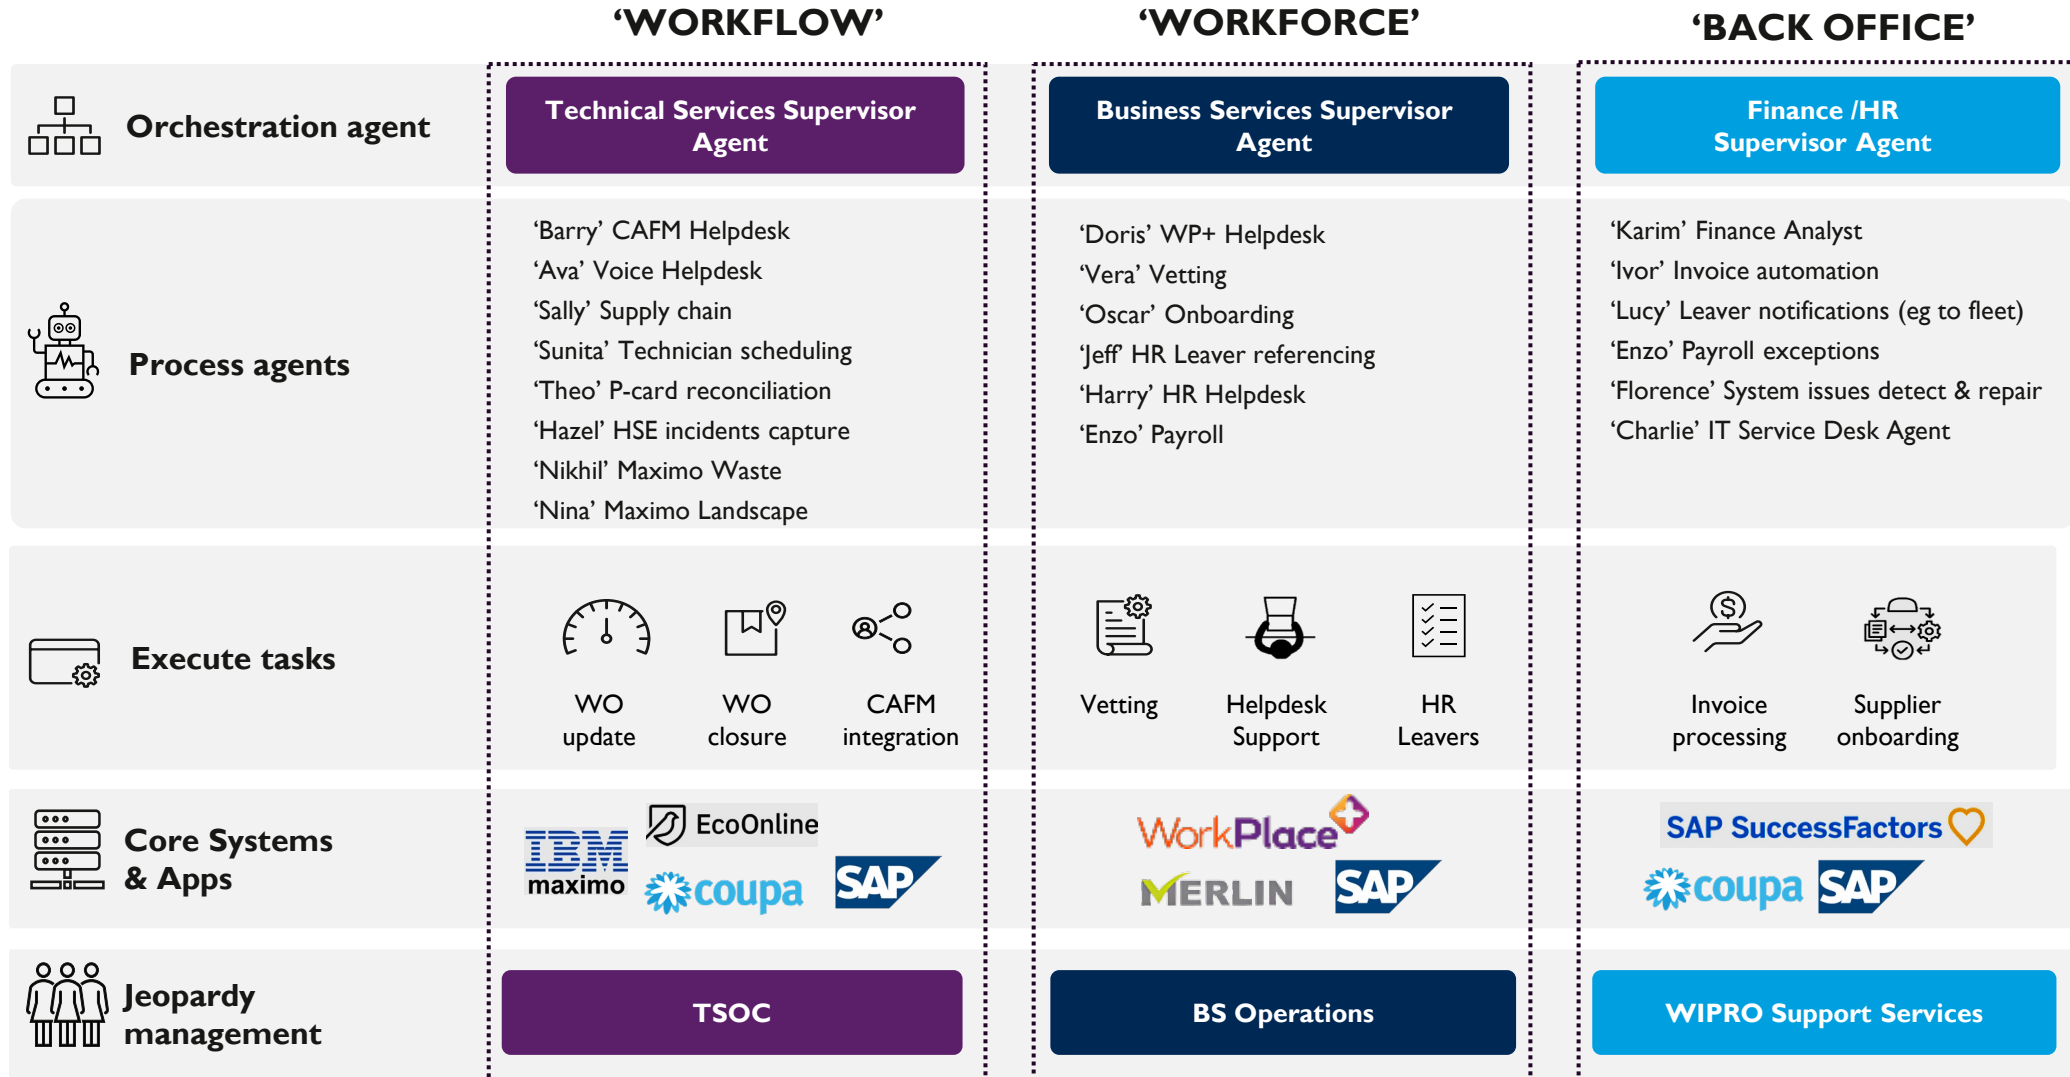 ‘WORKFLOW’
‘WORKFORCE’
‘BACK OFFICE’
Orchestration agent
Technical Services Supervisor
Agent
Business Services Supervisor
Agent
Finance /HR
Supervisor Agent
Process agents
‘Barry’ CAFM Helpdesk
‘Ava’ Voice Helpdesk
‘Sally’ Supply chain
‘Sunita’ Technician scheduling
‘Theo’ P-card reconciliation
‘Hazel’ HSE incidents capture
‘Nikhil’ Maximo Waste
‘Nina’ Maximo Landscape
‘Doris’ WP+ Helpdesk
‘Vera’ Vetting
‘Oscar’ Onboarding
‘Jeff’ HR Leaver referencing
‘Harry’ HR Helpdesk
‘Enzo’ Payroll
‘Karim’ Finance Analyst
‘Ivor’ Invoice automation
‘Lucy’ Leaver notifications (eg to fleet)
‘Enzo’ Payroll exceptions
‘Florence’ System issues detect & repair
‘Charlie’ IT Service Desk Agent
Execute tasks
WO
update
WO
closure
CAFM
integration
Vetting
Helpdesk
Support
HR
Leavers
Invoice
processing
Supplier
onboarding
Core Systems
& Apps
IBM
maximo
EcoOnline
coupa
SAP
WorkPlace
MERLIN
SAP
SAP SuccessFactors
coupa
SAP
Jeopardy
management
TSOC
BS Operations
WIPRO Support Services